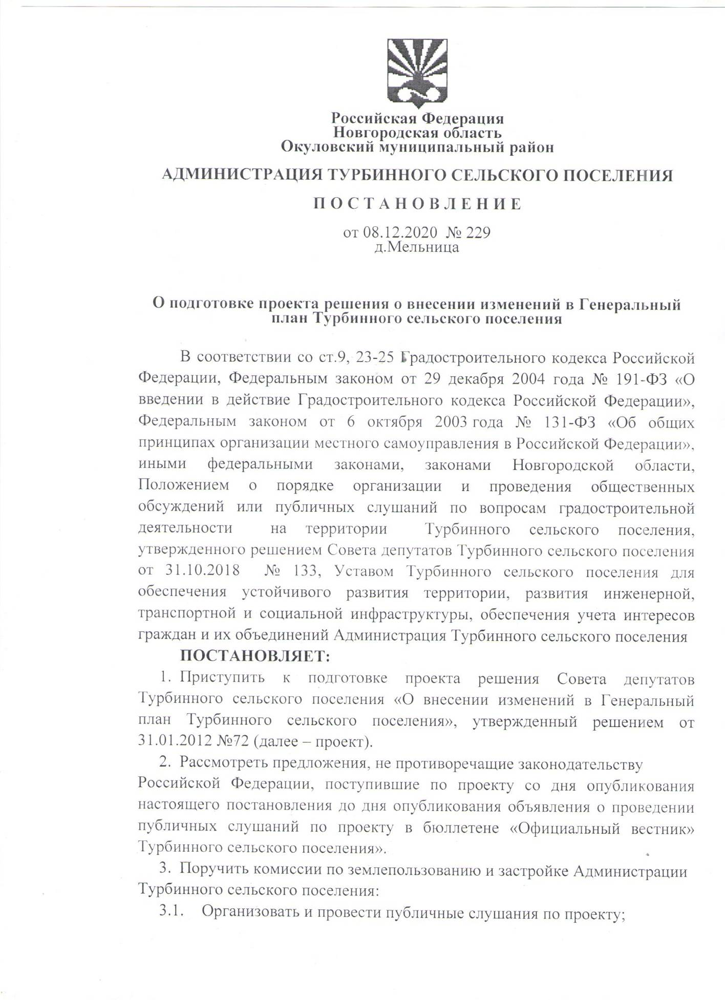 Российская Федерация
Новгородская область
Окуловский муниципальный район
АДМИНИСТРАЦИЯ ТУРБИННОГО СЕЛЬСКОГО ПОСЕЛЕНИЯ
П О С Т А Н О В Л Е Н И Е
от 08.12.2020 № 229
д.Мельница
О подготовке проекта решения о внесении изменений в Генеральный
план Турбинного сельского поселения
В соответствии со ст.9, 23-25 Градостроительного кодекса Российской
Федерации, Федеральным законом от 29 декабря 2004 года № 191-ФЗ «О
введении в действие Градостроительного кодекса Российской Федерации»,
Федеральным законом от 6 октября 2003 года № 131-ФЗ «Об общих
принципах организации местного самоуправления в Российской Федерации»,
иными федеральными законами, законами Новгородской области,
Положением о порядке организации и проведения общественных
обсуждений или публичных слушаний по вопросам градостроительной
деятельности на территории Турбинного сельского поселения,
утвержденного решением Совета депутатов Турбинного сельского поселения
от 31.10.2018 № 133, Уставом Турбинного сельского поселения для
обеспечения устойчивого развития территории, развития инженерной,
транспортной и социальной инфраструктуры, обеспечения учета интересов
граждан и их объединений Администрация Турбинного сельского поселения
ПОСТАНОВЛЯЕТ:
1. Приступить к подготовке проекта решения Совета депутатов
Турбинного сельского поселения «О внесении изменений в Генеральный
план Турбинного сельского поселения», утвержденный решением от
31.01.2012 №72 (далее – проект).
2. Рассмотреть предложения, не противоречащие законодательству
Российской Федерации, поступившие по проекту со дня опубликования
настоящего постановления до дня опубликования объявления о проведении
публичных слушаний по проекту в бюллетене «Официальный вестник»
Турбинного сельского поселения».
3. Поручить комиссии по землепользованию и застройке Администрации
Турбинного сельского поселения:
3.1. Организовать и провести публичные слушания по проекту;